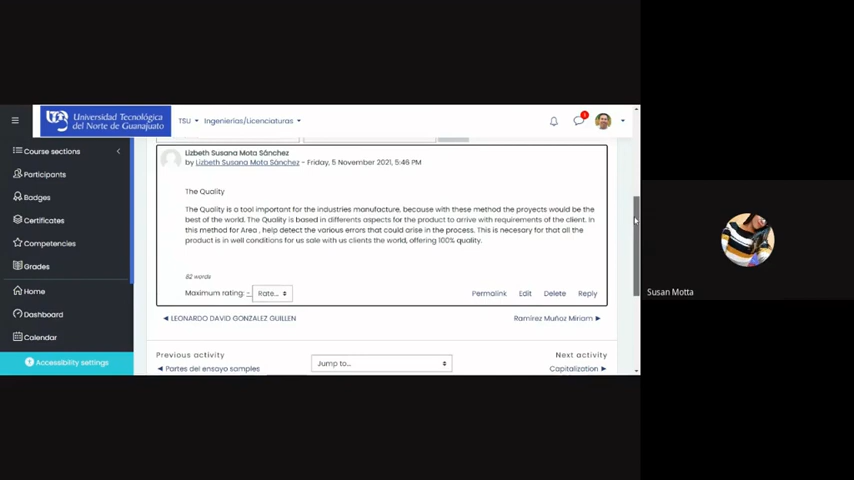 Universidad Tecnológica
del Norte de Guanajuato
TSU
Ingenierías/Licenciaturas
Course sections
Participants
Badges
Certificates
Competencies
Grades
Home
Dashboard
Calendar
Accessibility settings
Lizbeth Susana Mota Sánchez
by Lizbeth Susana Mota Sánchez - Friday, 5 November 2021, 5:46 PM
The Quality
The Quality is a tool important for the industries manufacture, because with these method the proyects would be the
best of the world. The Quality is based in differents aspects for the product to arrive with requirements of the client. In
this method for Area , help detect the various errors that could arise in the process. This is necessary for that all the
product is in well conditions for us sale with us clients the world, offering 100% quality.
82 words
Maximum rating: - Rate...
Permalink Edit Delete Reply
◄ LEONARDO DAVID GONZALEZ GUILLEN
Ramírez Muñoz Miriam ►
Previous activity
◄ Partes del ensayo samples
Jump to...
Next activity
Capitalization ►
Susan Motta